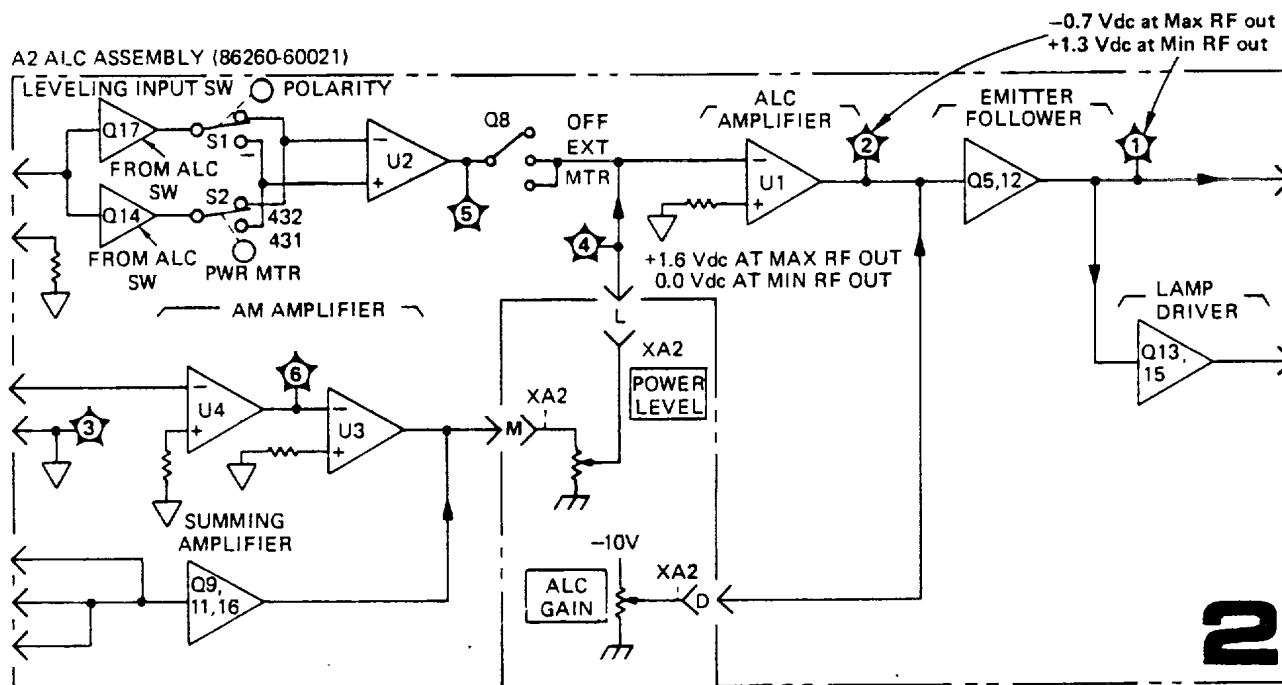 −0.7 Vdc at Max RF out
+1.3 Vdc at Min RF out
A2 ALC ASSEMBLY (86260-60021)
LEVELING INPUT SW
POLARITY
Q17
S1
−
FROM ALC
SW
Q14
S2
432
431
FROM ALC
SW
PWR MTR
−
+
U2
5
Q8
OFF
EXT
MTR
4
ALC
AMPLIFIER
−
+
U1
2
+1.6 Vdc AT MAX RF OUT
0.0 Vdc AT MIN RF OUT
EMITTER
FOLLOWER
Q5,12
1
LAMP
DRIVER
Q13,
15
AM AMPLIFIER
−
+
U4
6
−
+
U3
3
SUMMING
AMPLIFIER
Q9,
11,16
L
XA2
POWER
LEVEL
M
XA2
−10V
ALC
GAIN
XA2
D
2